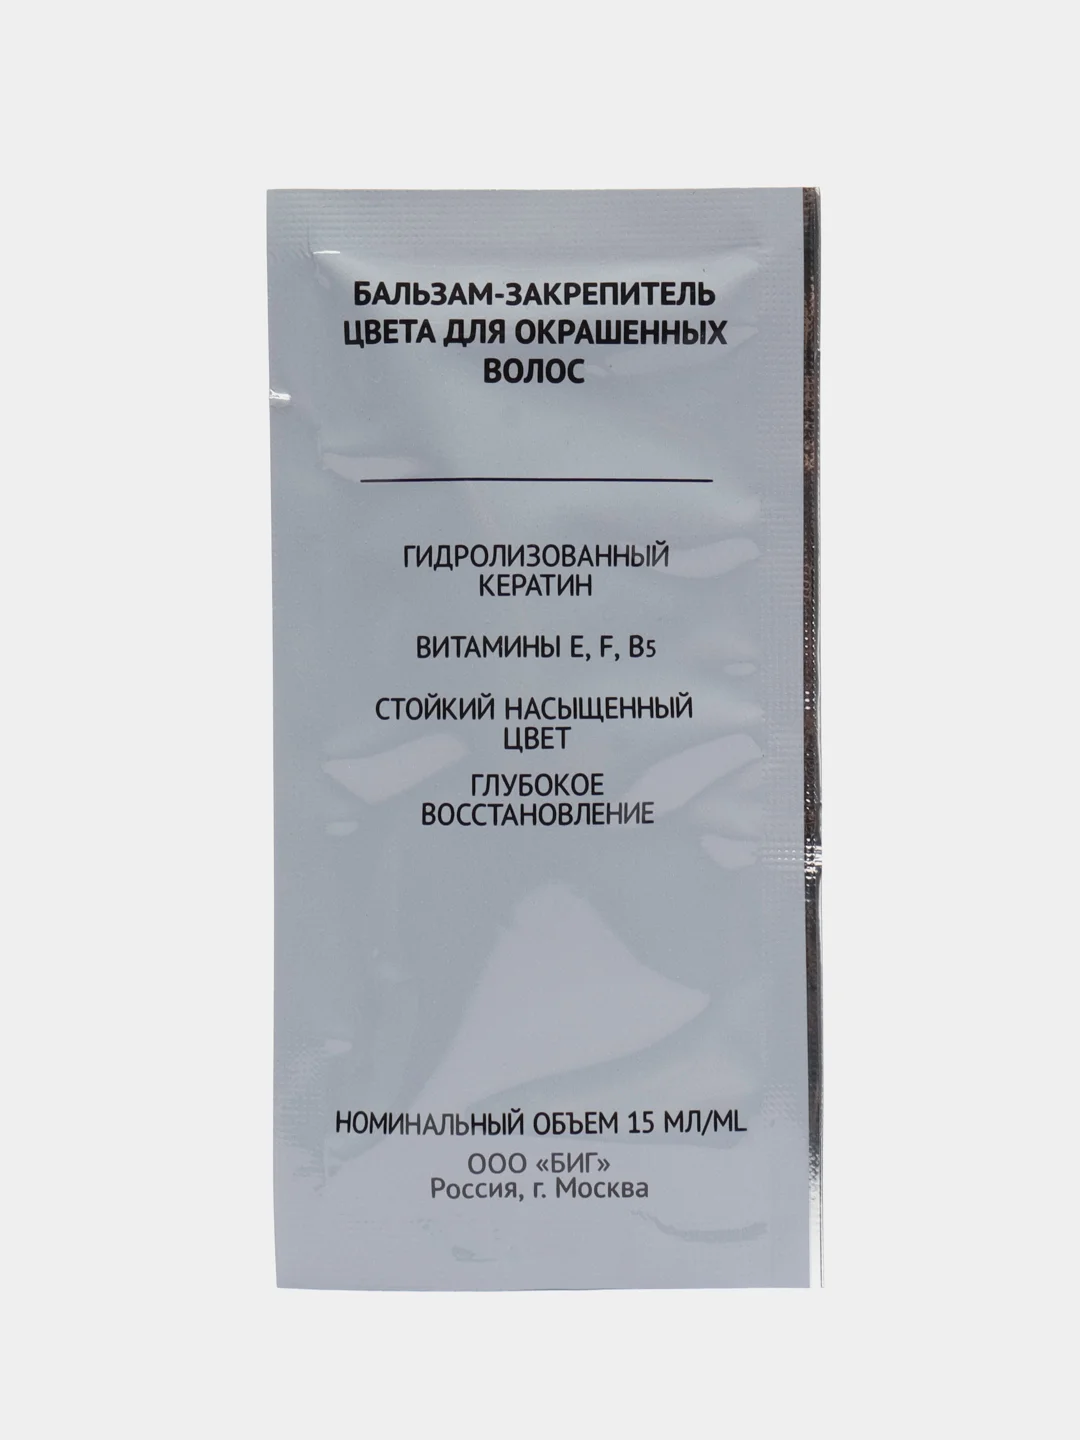 БАЛЬЗАМ-ЗАКРЕПИТЕЛЬ
ЦВЕТА ДЛЯ ОКРАШЕННЫХ
ВОЛОС
ГИДРОЛИЗОВАННЫЙ
КЕРАТИН
ВИТАМИНЫ E, F, B5
СТОЙКИЙ НАСЫЩЕННЫЙ
ЦВЕТ
ГЛУБОКОЕ
ВОССТАНОВЛЕНИЕ
НОМИНАЛЬНЫЙ ОБЪЕМ 15 МЛ/ML
ООО «БИГ»
Россия, г. Москва